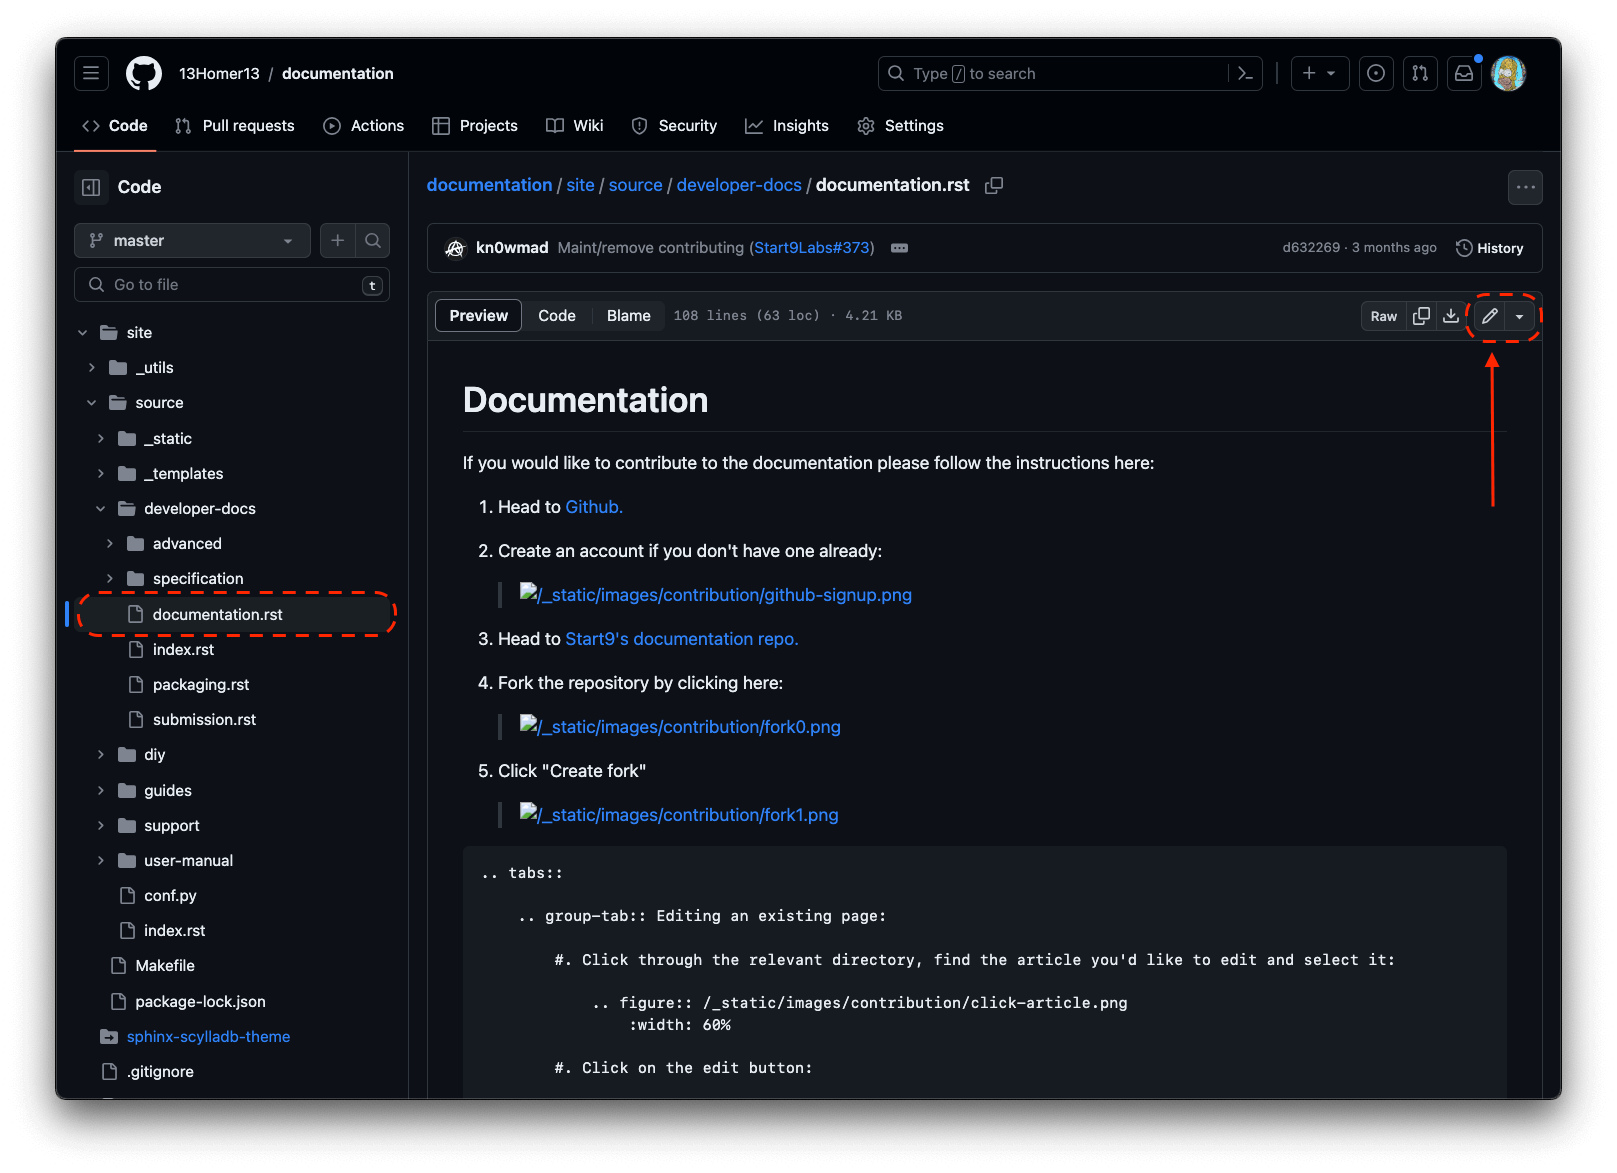 13Homer13 / documentation
Type / to search
Code
Pull requests
Actions
Projects
Wiki
Security
Insights
Settings
Code
master
Go to file
t
site
_utils
source
_static
_templates
developer-docs
advanced
specification
documentation.rst
index.rst
packaging.rst
submission.rst
diy
guides
support
user-manual
conf.py
index.rst
Makefile
package-lock.json
sphinx-scylladb-theme
.gitignore
documentation / site / source / developer-docs / documentation.rst
kn0wmad Maint/remove contributing (Start9Labs#373)
d632269 · 3 months ago
History
Preview
Code
Blame
108 lines (63 loc) · 4.21 KB
Raw
Documentation
If you would like to contribute to the documentation please follow the instructions here:
1. Head to Github.
2. Create an account if you don't have one already:
/_static/images/contribution/github-signup.png
3. Head to Start9's documentation repo.
4. Fork the repository by clicking here:
/_static/images/contribution/fork0.png
5. Click "Create fork"
/_static/images/contribution/fork1.png
.. tabs::
.. group-tab:: Editing an existing page:
#. Click through the relevant directory, find the article you'd like to edit and select it:
.. figure:: /_static/images/contribution/click-article.png
:width: 60%
#. Click on the edit button: